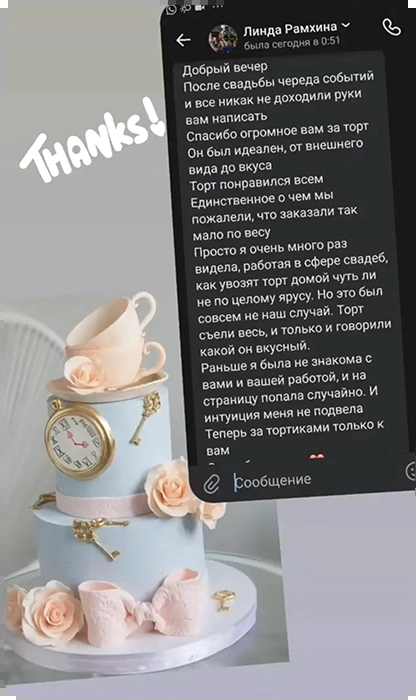 Линда Рамхина
была сегодня в 0:51
Добрый вечер
После свадьбы череда событий
и все никак не доходили руки
вам написать
Спасибо огромное вам за торт
Он был идеален, от внешнего
вида до вкуса
Торт понравился всем
Единственное о чем мы
пожалели, что заказали так
мало по весу
Просто я очень много раз
видела, работая в сфере свадеб,
как увозят торт домой чуть ли
не по целому ярусу. Но это был
совсем не наш случай. Торт
съели весь, и только и говорили
какой он вкусный.
Раньше я была не знакома с
вами и вашей работой, и на
страницу попала случайно. И
интуиция меня не подвела
Теперь за тортиками только к
вам
Сообщение
THANKS!